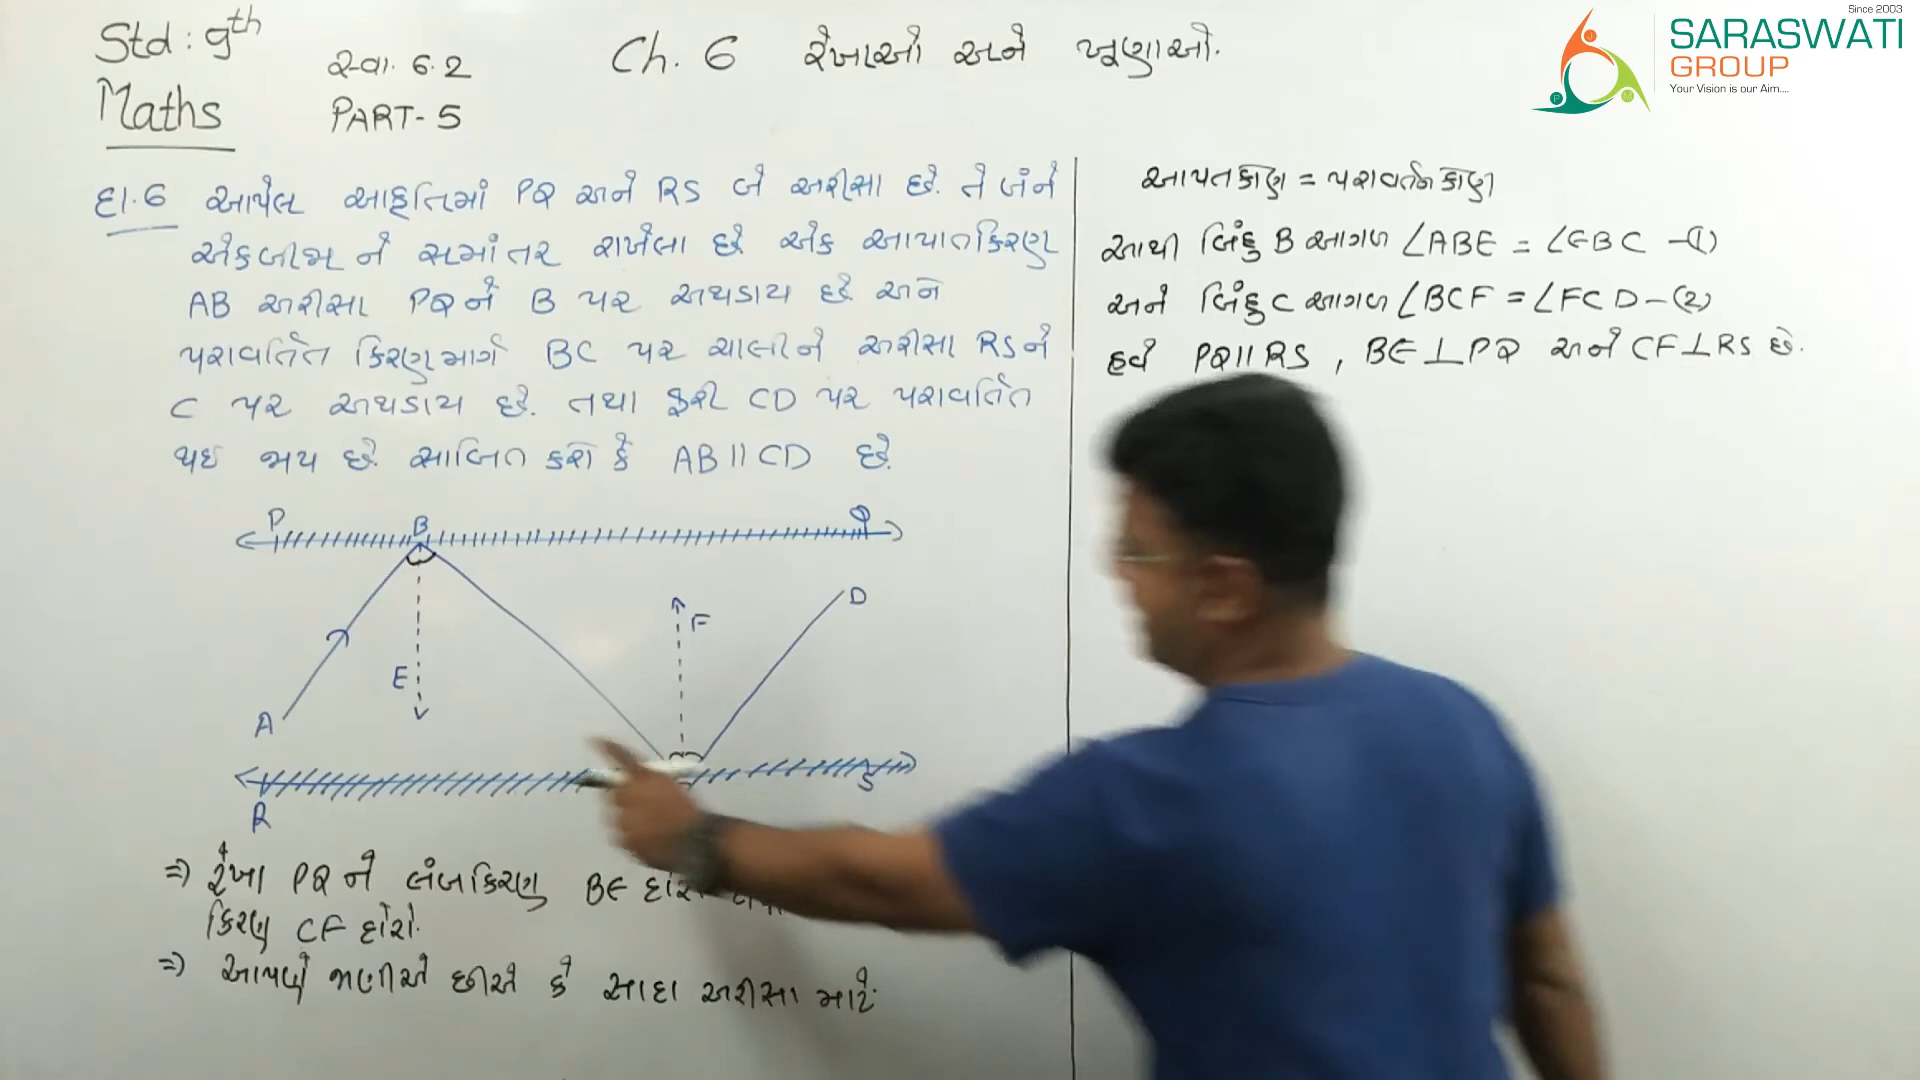 Std : 9th
Maths
સ્વા. 6.2
PART - 5
Ch. 6 રેખાઓ અને ખૂણાઓ.
Since 2003
SARASWATI
GROUP
Your Vision is our Aim....
દા.6 આપેલ આકૃતિમાં PQ અને RS બે અરીસા છે. તે બંને
એકબીજા ને સમાંતર રાખેલા છે. એક આપાતકિરણ
AB અરીસા PQ ને B પર અથડાય છે. અને
પરાવર્તિત કિરણમાર્ગ BC પર ચાલીને અરીસા RS ને
C પર અથડાય છે. તથા ફરી CD પર પરાવર્તિત
થઇ જાય છે. સાબિત કરો કે AB || CD છે.
P B Q
D
F
E
A
S
R
⇒ રેખા PQ ને લંબકિરણ BE દોરો
કિરણ CF દોરો.
⇒ આપણે જાણીએ છીએ કે સાદા અરીસા માટે
આપતકોણ = પરાવર્તન કોણ
આથી બિંદુ B આગળ ∠ABE = ∠EBC –(1)
અને બિંદુ C આગળ ∠BCF = ∠FCD –(2)
હવે PQ || RS , BE ⊥ PQ અને CF ⊥ RS છે.